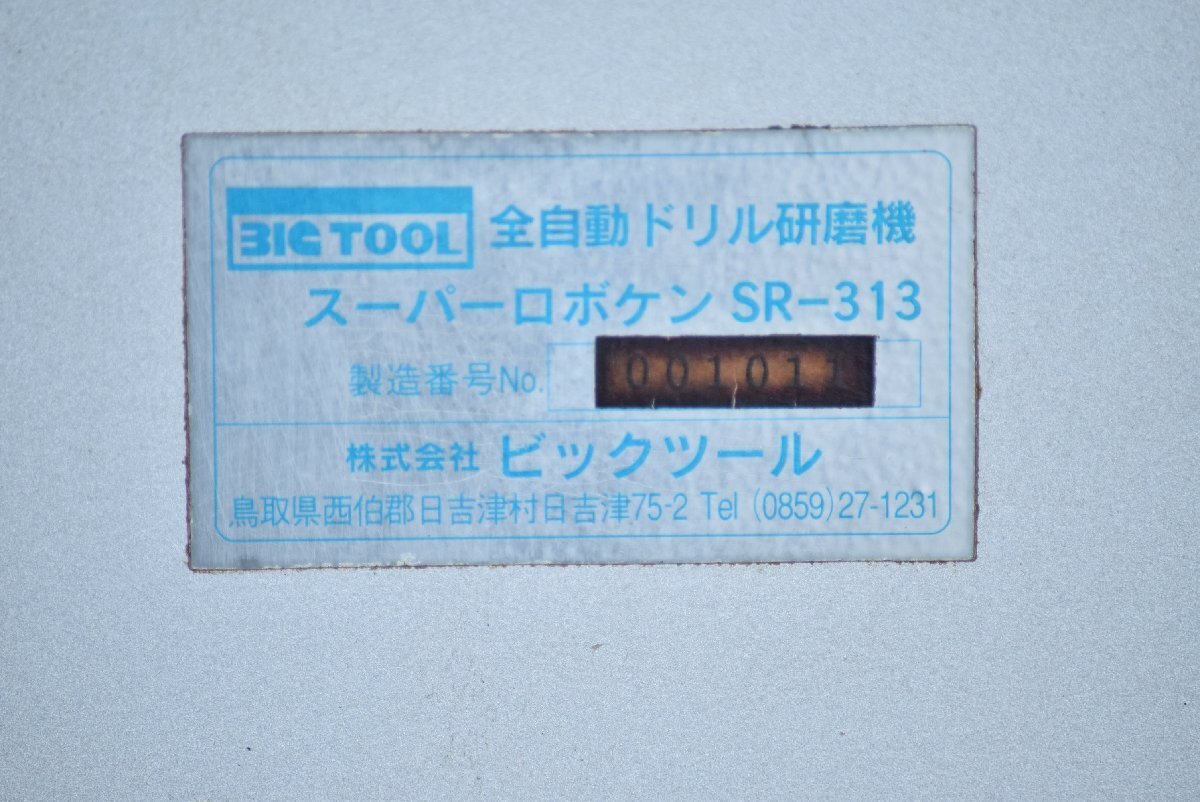 BIG TOOL 全自動ドリル研磨機
スーパーロボケン SR-313
製造番号No. 001011
株式会社 ビックツール
鳥取県西伯郡日吉津村日吉津75-2 Tel (0859)27-1231